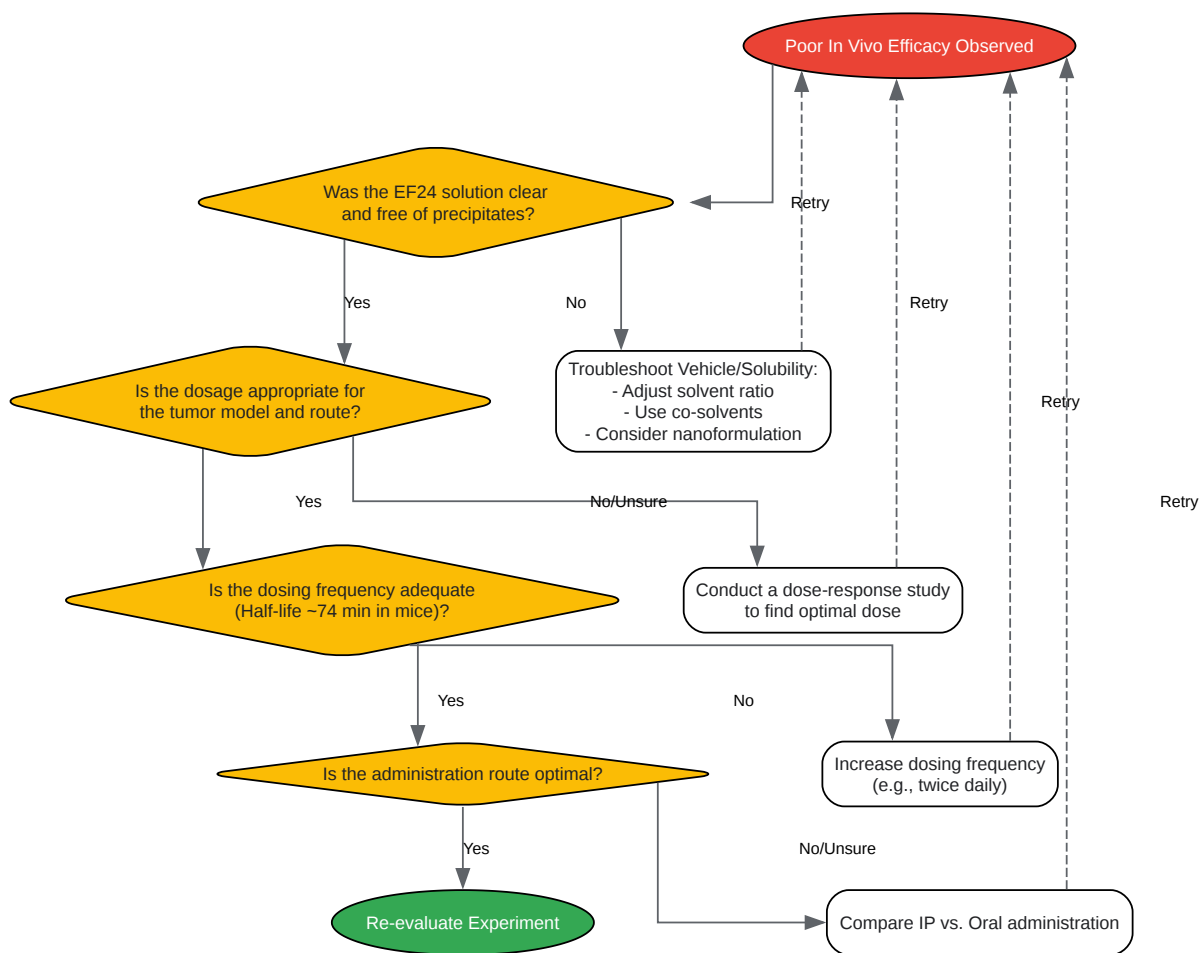 Poor In Vivo Efficacy Observed
Was the EF24 solution clear
and free of precipitates?
Retry
Yes
No
Retry
Troubleshoot Vehicle/Solubility:
- Adjust solvent ratio
- Use co-solvents
- Consider nanoformulation
Is the dosage appropriate for
the tumor model and route?
Retry
Yes
No/Unsure
Retry
Is the dosing frequency adequate
(Half-life ~74 min in mice)?
Conduct a dose-response study
to find optimal dose
Yes
No
Is the administration route optimal?
Increase dosing frequency
(e.g., twice daily)
Yes
No/Unsure
Re-evaluate Experiment
Compare IP vs. Oral administration